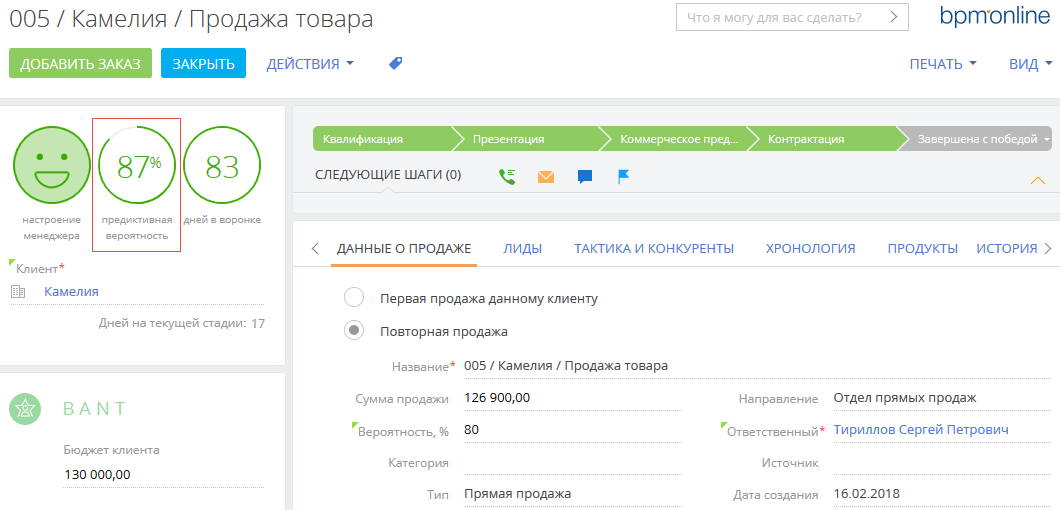 005 / Камелия / Продажа товара
Что я могу для вас сделать?
bpmonline
ДОБАВИТЬ ЗАКАЗ
ЗАКРЫТЬ
ДЕЙСТВИЯ
ПЕЧАТЬ
ВИД
87%
83
настроение
менеджера
предиктивная
вероятность
дней в воронке
Клиент*
Камелия
Дней на текущей стадии: 17
BANT
Бюджет клиента
130 000,00
Квалификация
Презентация
Коммерческое пред...
Контрактация
Завершена с победой
СЛЕДУЮЩИЕ ШАГИ (0)
ДАННЫЕ О ПРОДАЖЕ
ЛИДЫ
ТАКТИКА И КОНКУРЕНТЫ
ХРОНОЛОГИЯ
ПРОДУКТЫ
ИСТОРИЯ
Первая продажа данному клиенту
Повторная продажа
Название* 005 / Камелия / Продажа товара
Сумма продажи 126 900,00
Направление Отдел прямых продаж
Вероятность, % 80
Ответственный* Тириллов Сергей Петрович
Категория
Источник
Тип Прямая продажа
Дата создания 16.02.2018